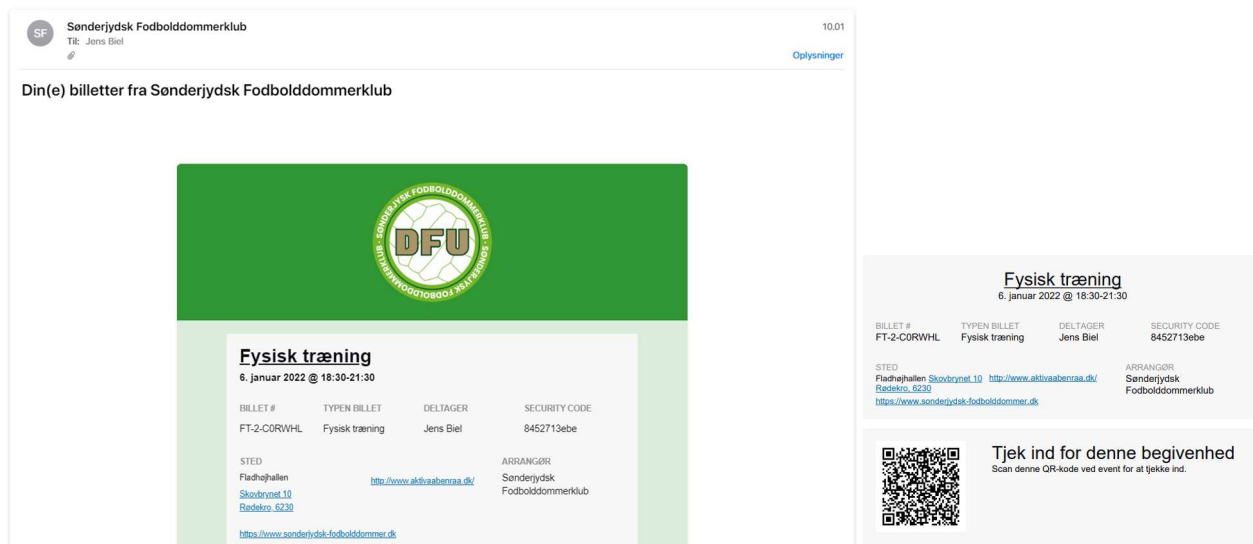 SF
Sønderjydsk Fodbolddommerklub
10.01
Til: Jens Biel
Oplysninger
Din(e) billetter fra Sønderjydsk Fodbolddommerklub
SØNDERJYSK FODBOLDDOMMERKLUB · SØNDERJYSK FODBOLDDOMMERKLUB ·
DFU
Fysisk træning
6. januar 2022 @ 18:30-21:30
BILLET # TYPEN BILLET DELTAGER SECURITY CODE
FT-2-C0RWHL Fysisk træning Jens Biel 8452713ebe
STED ARRANGØR
Fladhøjhallen http://www.aktivaabenraa.dk/ Sønderjydsk
Skovbrynet 10 Fodbolddommerklub
Rødekro, 6230
https://www.sonderjydsk-fodbolddommer.dk
Fysisk træning
6. januar 2022 @ 18:30-21:30
BILLET # TYPEN BILLET DELTAGER SECURITY CODE
FT-2-C0RWHL Fysisk træning Jens Biel 8452713ebe
STED ARRANGØR
Fladhøjhallen Skovbrynet 10 http://www.aktivaabenraa.dk/ Sønderjydsk
Rødekro, 6230 Fodbolddommerklub
https://www.sonderjydsk-fodbolddommer.dk
Tjek ind for denne begivenhed
Scan denne QR-kode ved event for at tjekke ind.